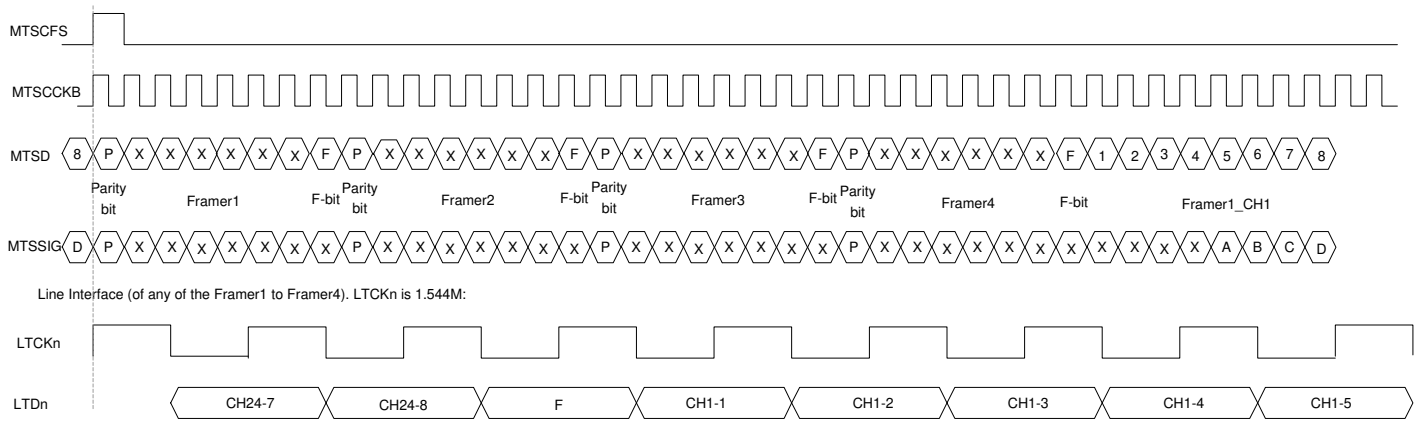 MTSCFS
MTSCCKB
MTSD 8 P X X X X X X F P X X X X X X F P X X X X X X F P X X X X X X F 1 2 3 4 5 6 7 8
Parity bit Framer1 F-bit Parity bit Framer2 F-bit Parity bit Framer3 F-bit Parity bit Framer4 F-bit Framer1_CH1
MTSSIG D P X X X X X X X P X X X X X X X P X X X X X X X P X X X X X X X X X X X A B C D
Line Interface (of any of the Framer1 to Framer4). LTCKn is 1.544M:
LTCKn
LTDn CH24-7 CH24-8 F CH1-1 CH1-2 CH1-3 CH1-4 CH1-5